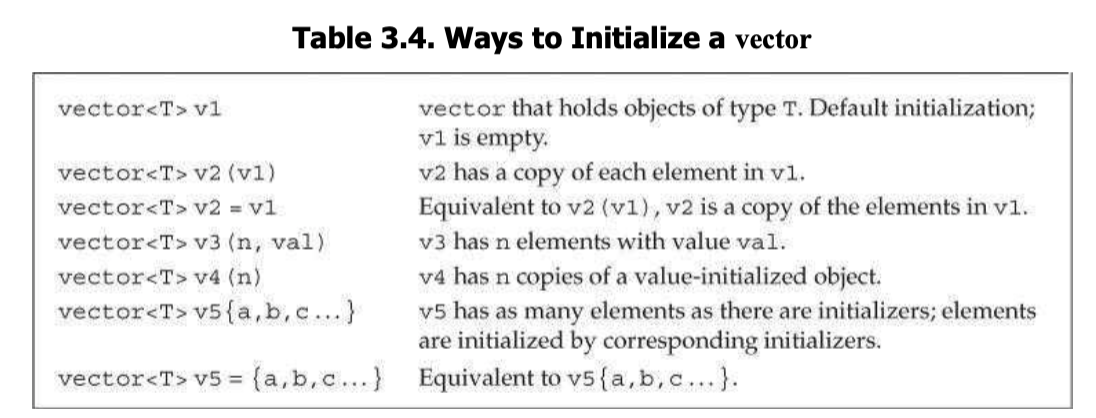 Table 3.4. Ways to Initialize a vector
vector<T> v1 vector that holds objects of type T. Default initialization;
v1 is empty.
vector<T> v2 (v1) v2 has a copy of each element in v1.
vector<T> v2 = v1 Equivalent to v2 (v1), v2 is a copy of the elements in v1.
vector<T> v3 (n, val) v3 has n elements with value val.
vector<T> v4 (n) v4 has n copies of a value-initialized object.
vector<T> v5{a,b,c...} v5 has as many elements as there are initializers; elements
are initialized by corresponding initializers.
vector<T> v5 = {a,b,c...} Equivalent to v5{a,b,c...}.